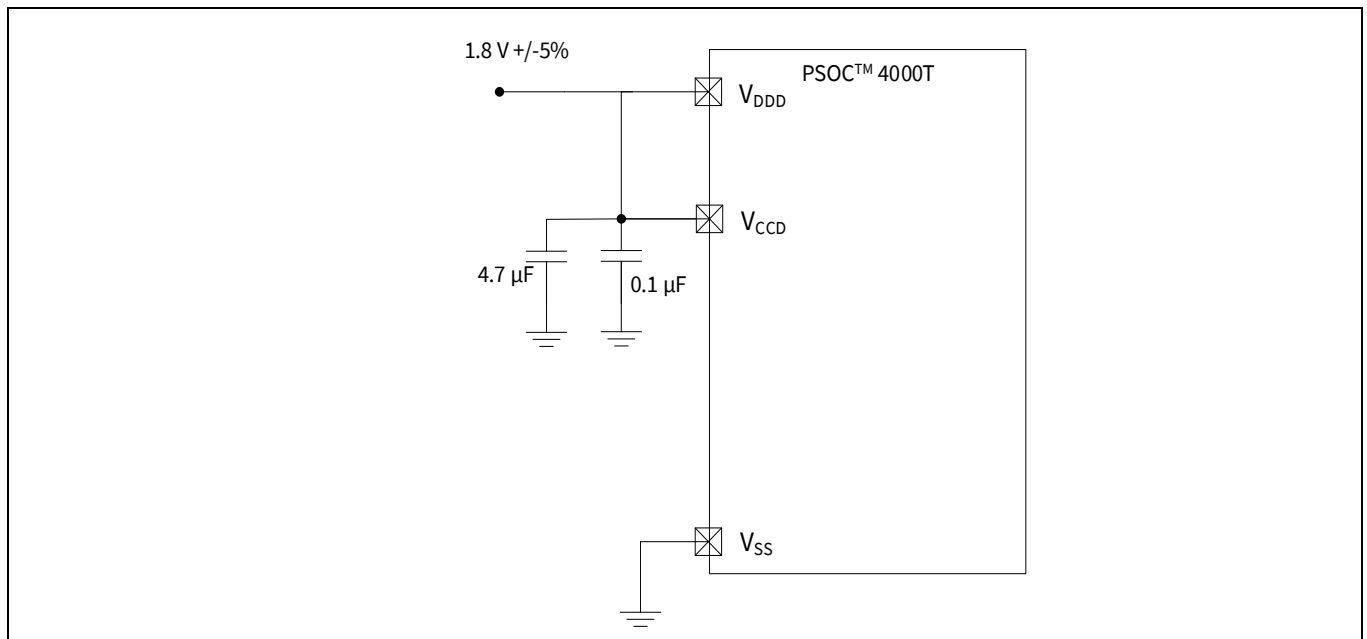 1.8 V +/-5%
PSOC™ 4000T
VDDD
VCCD
4.7 µF
0.1 µF
VSS